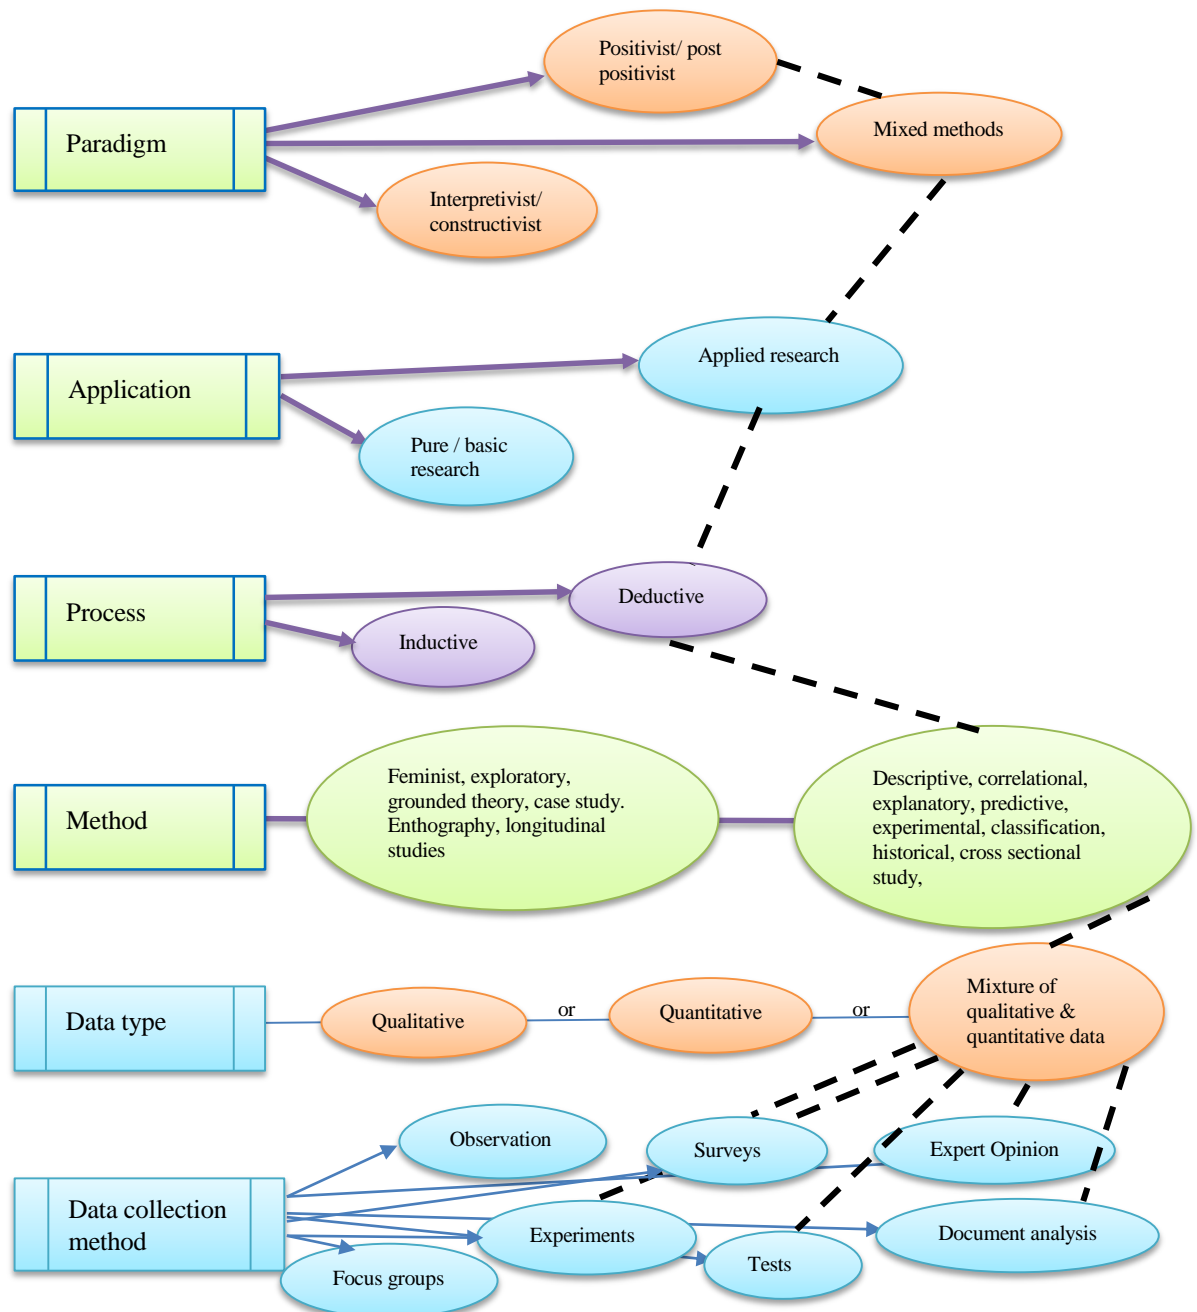 Positivist/ post
positivist
Mixed methods
Paradigm
Interpretivist/
constructivist
Applied research
Application
Pure / basic
research
Deductive
Process
Inductive
Method
Feminist, exploratory,
grounded theory, case study.
Enthography, longitudinal
studies
Descriptive, correlational,
explanatory, predictive,
experimental, classification,
historical, cross sectional
study,
Data type
Qualitative
or
Quantitative
or
Mixture of
qualitative &
quantitative data
Observation
Surveys
Expert Opinion
Data collection
method
Experiments
Document analysis
Focus groups
Tests